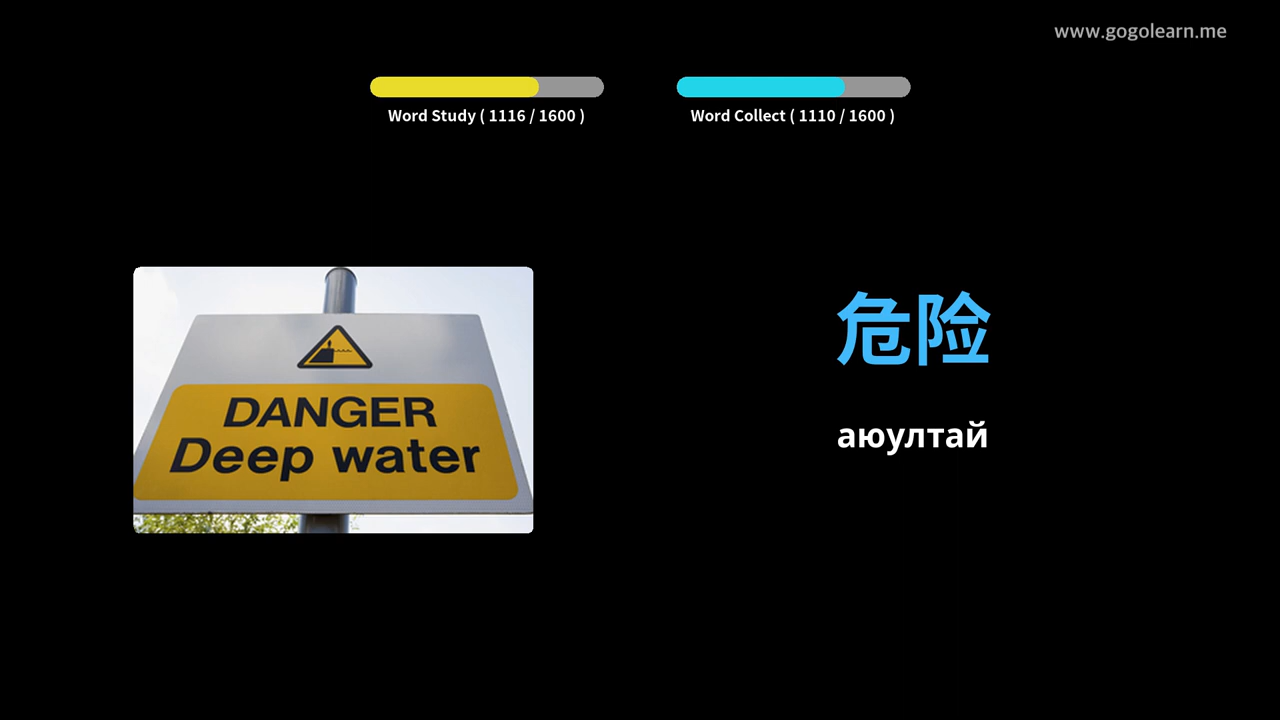 www.gogolearn.me
Word Study ( 1116 / 1600 )
Word Collect ( 1110 / 1600 )
DANGER
Deep water
危险
аюултай